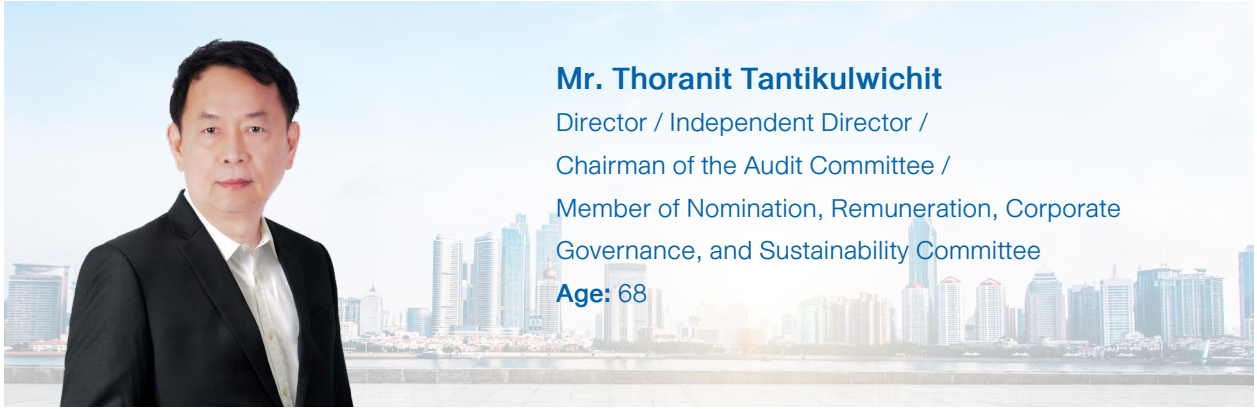 Mr. Thoranit Tantikulwichit
Director / Independent Director /
Chairman of the Audit Committee /
Member of Nomination, Remuneration, Corporate
Governance, and Sustainability Committee
Age: 68